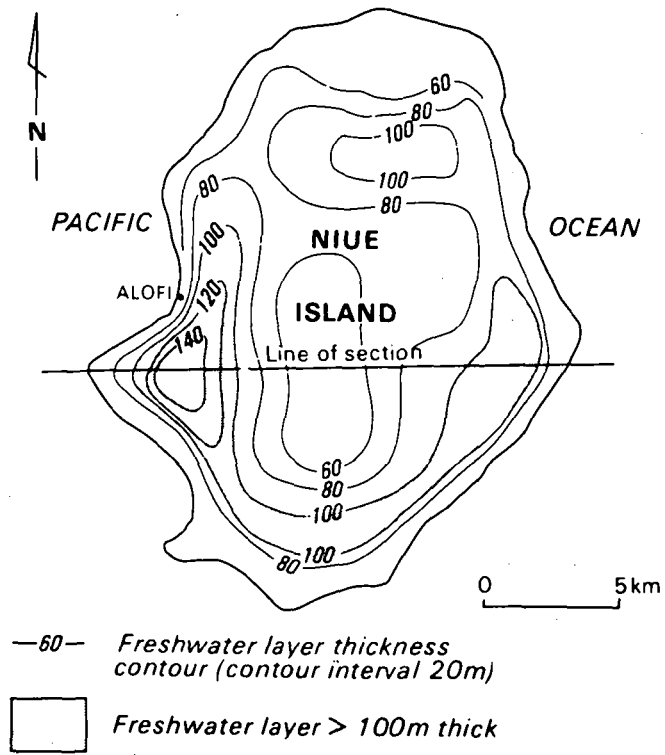 60
80
100
N
100
80
80
PACIFIC
OCEAN
NIUE
100
ALOFI
120
ISLAND
140
Line of section
60
80
100
100
80
0
5km
—60— Freshwater layer thickness
contour (contour interval 20m)
Freshwater layer > 100m thick